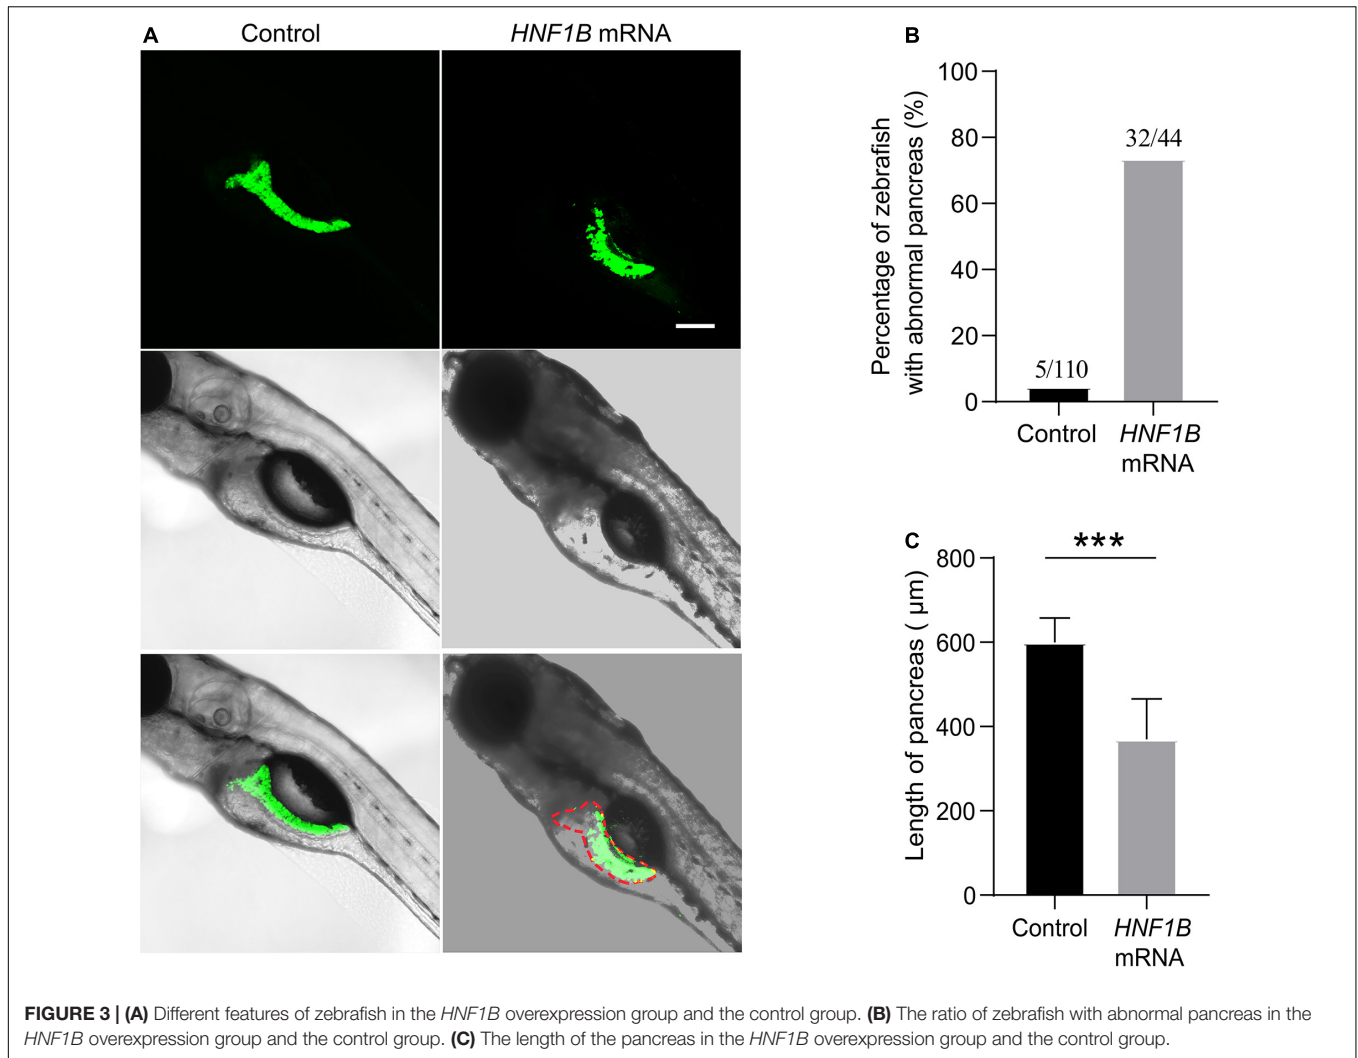 A
Control
HNF1B mRNA
B
Percentage of zebrafish
with abnormal pancreas (%)
100
80
60
40
20
0
5/110
32/44
Control
HNF1B
mRNA
C
***
Length of pancreas ( μm)
800
600
400
200
0
Control
HNF1B
mRNA
FIGURE 3 | (A) Different features of zebrafish in the HNF1B overexpression group and the control group. (B) The ratio of zebrafish with abnormal pancreas in the
HNF1B overexpression group and the control group. (C) The length of the pancreas in the HNF1B overexpression group and the control group.